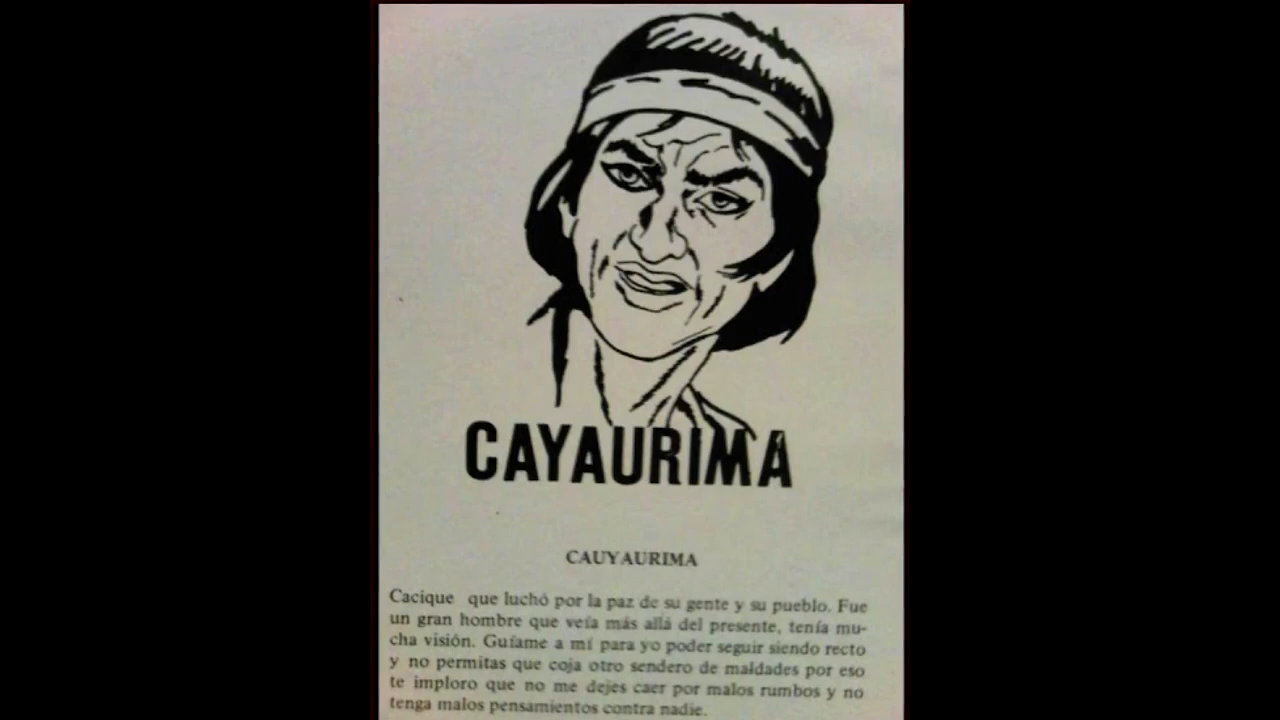 CAYAURIMA
CAUYAURIMA
Cacique que luchó por la paz de su gente y su pueblo. Fue
un gran hombre que veía más allá del presente, tenía mu-
cha visión. Guíame a mí para yo poder seguir siendo recto
y no permitas que coja otro sendero de maldades por eso
te imploro que no me dejes caer por malos rumbos y no
tenga malos pensamientos contra nadie.